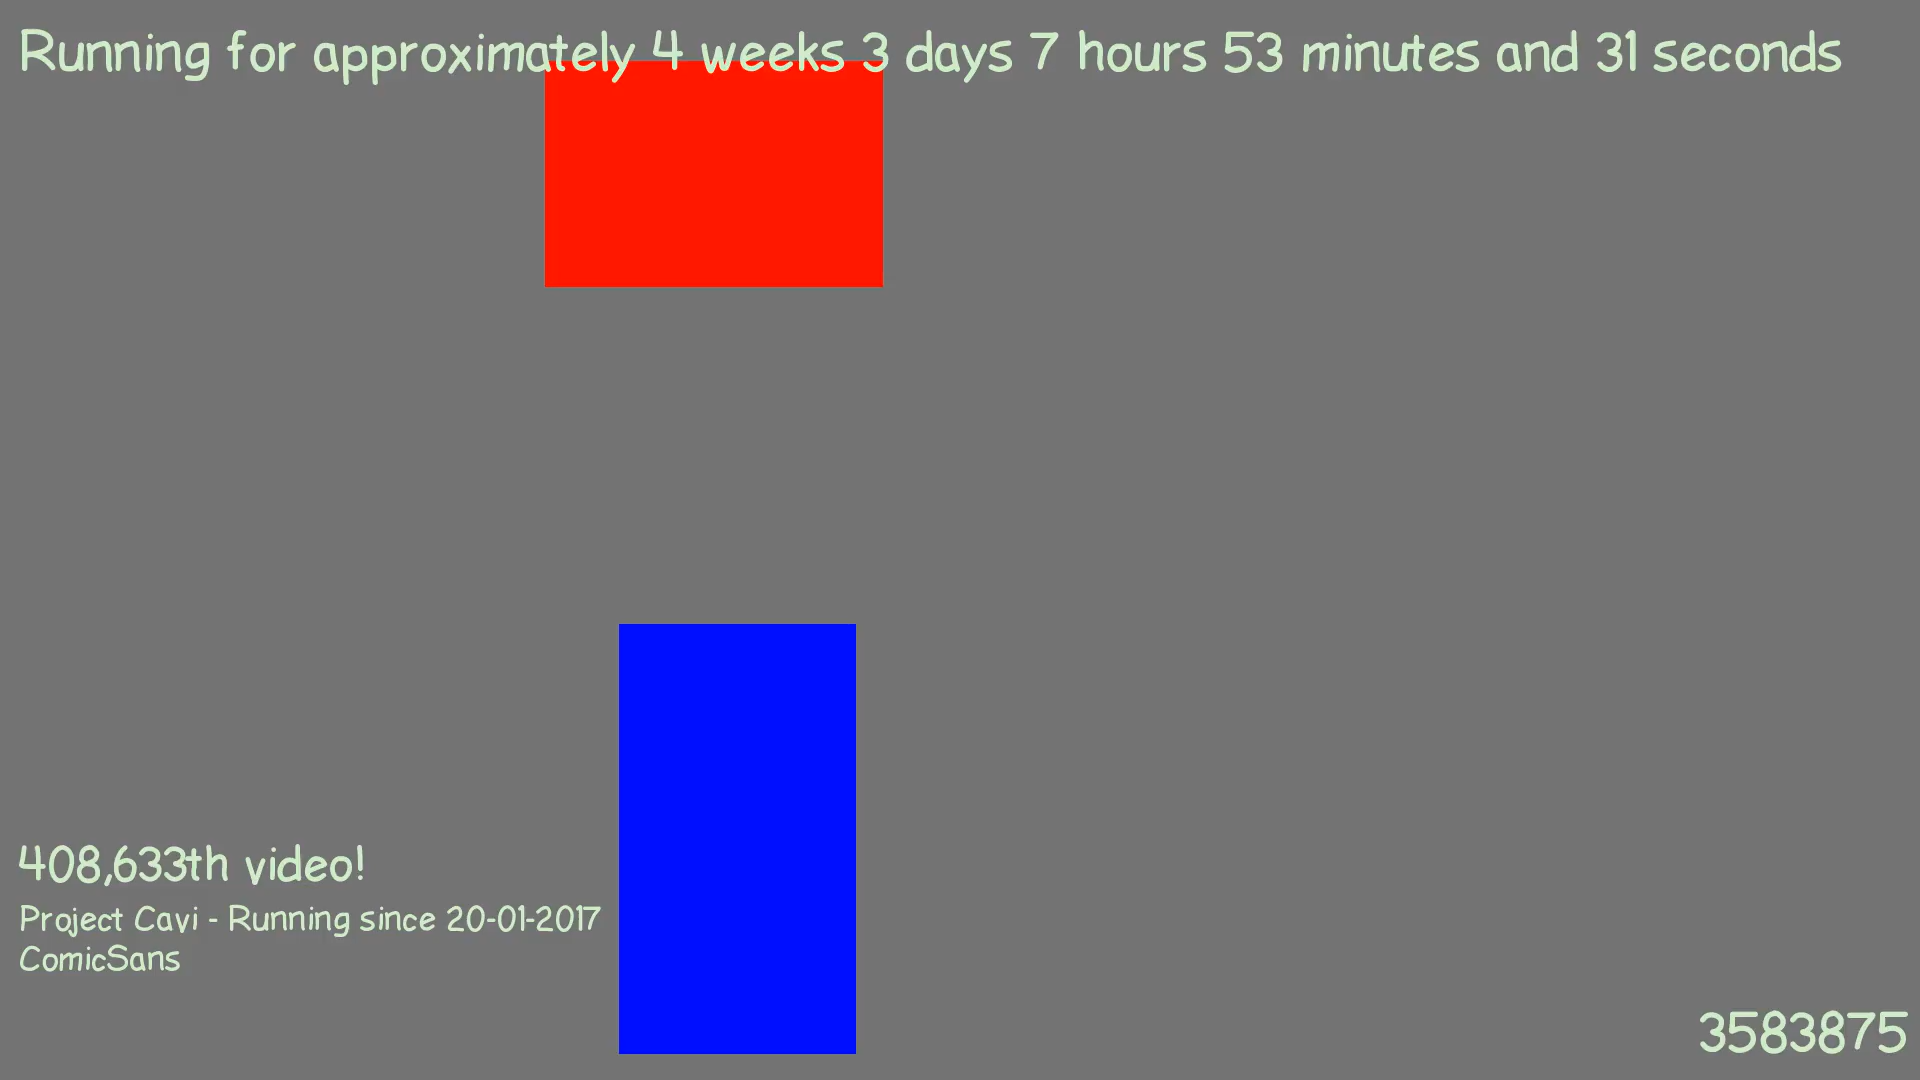 Running for approximately 4 weeks 3 days 7 hours 53 minutes and 31 seconds
408,633th video!
Project Cavi - Running since 20-01-2017
ComicSans
3583875